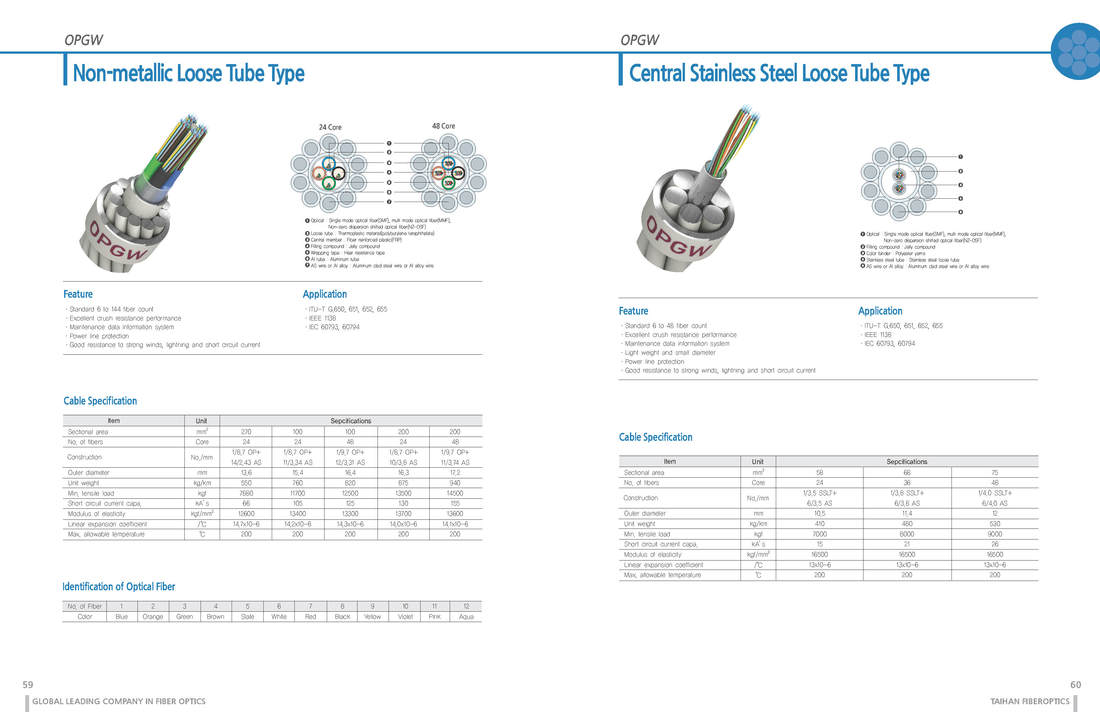 OPGW
Non-metallic Loose Tube Type
24 Core
48 Core
OPGW
❶ Optical : Single mode optical fiber(SMF), multi mode optical fiber(MMF),
Non-zero dispersion shifted optical fiber(NZ-DSF)
❷ Loose tube : Thermoplastic material(polybutylene terephthalate)
❸ Central member : Fiber reinforced plastic(FRP)
❹ Filling compound : Jelly compound
❺ Wrapping tape : Heat resistance tape
❻ Al tube : Aluminum tube
❼ AS wire or Al alloy : Aluminum clad steel wire or Al alloy wire
Feature
· Standard 6 to 144 fiber count
· Excellent crush resistance performance
· Maintenance data information system
· Power line protection
· Good resistance to strong winds, lightning and short circuit current
Application
· ITU-T G.650, 651, 652, 655
· IEEE 1138
· IEC 60793, 60794
Cable Specification
Item Unit Sepcifications
Sectional area mm² 270 100 100 200 200
No. of fibers Core 24 24 48 24 48
Construction No./mm 1/8.7 OP+ 1/8.7 OP+ 1/9.7 OP+ 1/8.7 OP+ 1/9.7 OP+
14/2.43 AS 11/3.34 AS 12/3.31 AS 10/3.8 AS 11/3.74 AS
Outer diameter mm 13.6 15.4 16.4 16.3 17.2
Unit weight kg/km 550 760 820 875 940
Min. tensile load kgf 7880 11700 12500 13500 14500
Short circuit current capa. kA² s 66 105 125 130 155
Modulus of elasticity kgf/mm² 12600 13400 13300 13700 13600
Linear expansion coefficient /℃ 14.7x10-6 14.2x10-6 14.3x10-6 14.0x10-6 14.1x10-6
Max. allowable temperature ℃ 200 200 200 200 200
Identification of Optical Fiber
No. of Fiber 1 2 3 4 5 6 7 8 9 10 11 12
Color Blue Orange Green Brown Slate White Red Black Yellow Violet Pink Aqua
59
GLOBAL LEADING COMPANY IN FIBER OPTICS
OPGW
Central Stainless Steel Loose Tube Type
OPGW
❶ Optical : Single mode optical fiber(SMF), multi mode optical fiber(MMF),
Non-zero dispersion shifted optical fiber(NZ-DSF)
❷ Filling compound : Jelly compound
❸ Color binder : Polyester yarns
❹ Stainless steel tube : Stainless steel loose tube
❺ AS wire or Al alloy : Aluminum clad steel wire or Al alloy wire
Feature
· Standard 6 to 48 fiber count
· Excellent crush resistance performance
· Maintenance data information system
· Light weight and small diameter
· Power line protection
· Good resistance to strong winds, lightning and short circuit current
Application
· ITU-T G.650, 651, 652, 655
· IEEE 1138
· IEC 60793, 60794
Cable Specification
Item Unit Sepcifications
Sectional area mm² 58 66 75
No. of fibers Core 24 36 48
Construction No./mm 1/3.5 SSLT+ 1/3.8 SSLT+ 1/4.0 SSLT+
6/3.5 AS 6/3.8 AS 6/4.0 AS
Outer diameter mm 10.5 11.4 12
Unit weight kg/km 410 480 530
Min. tensile load kgf 7000 8000 9000
Short circuit current capa. kA² s 15 21 26
Modulus of elasticity kgf/mm² 16500 16500 16500
Linear expansion coefficient /℃ 13x10-6 13x10-6 13x10-6
Max. allowable temperature ℃ 200 200 200
60
TAIHAN FIBEROPTICS